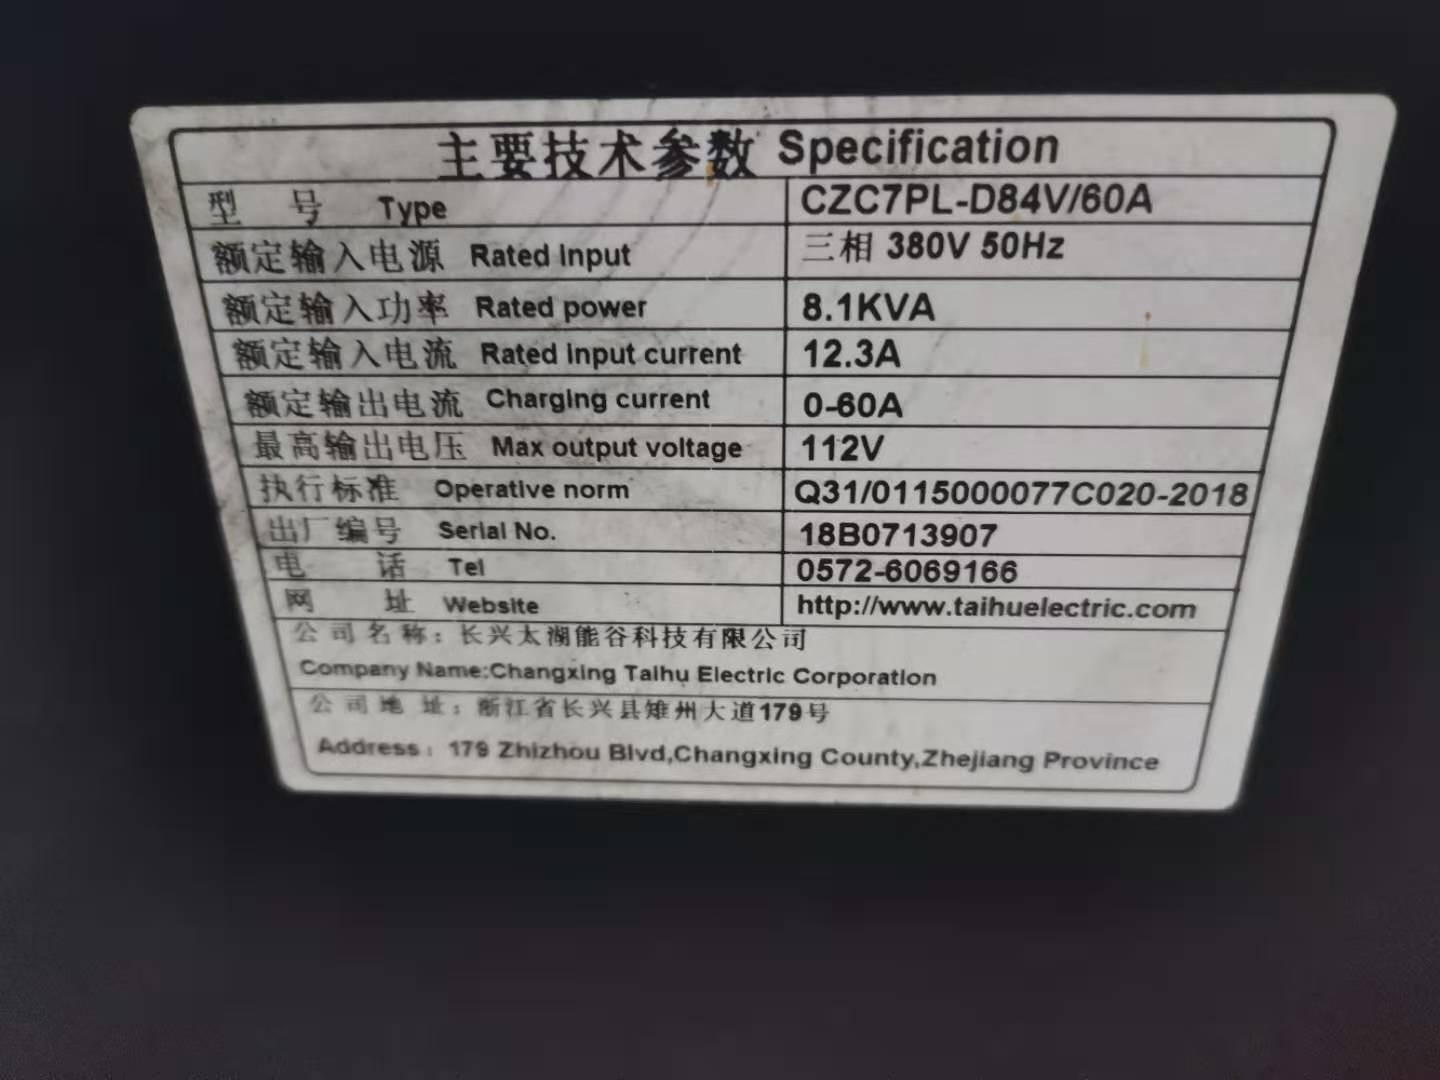 主要技术参数 Specification
型 号 Type CZC7PL-D84V/60A
额定输入电源 Rated input 三相 380V 50Hz
额定输入功率 Rated power 8.1KVA
额定输入电流 Rated input current 12.3A
额定输出电流 Charging current 0-60A
最高输出电压 Max output voltage 112V
执行标准 Operative norm Q31/0115000077C020-2018
出厂编号 Serial No. 18B0713907
电 话 Tel 0572-6069166
网 址 Website http://www.taihuelectric.com
公司名称：长兴太湖能谷科技有限公司
Company Name:Changxing Taihu Electric Corporation
公司地址：浙江省长兴县雉州大道179号
Address：179 Zhizhou Blvd,Changxing County,Zhejiang Province